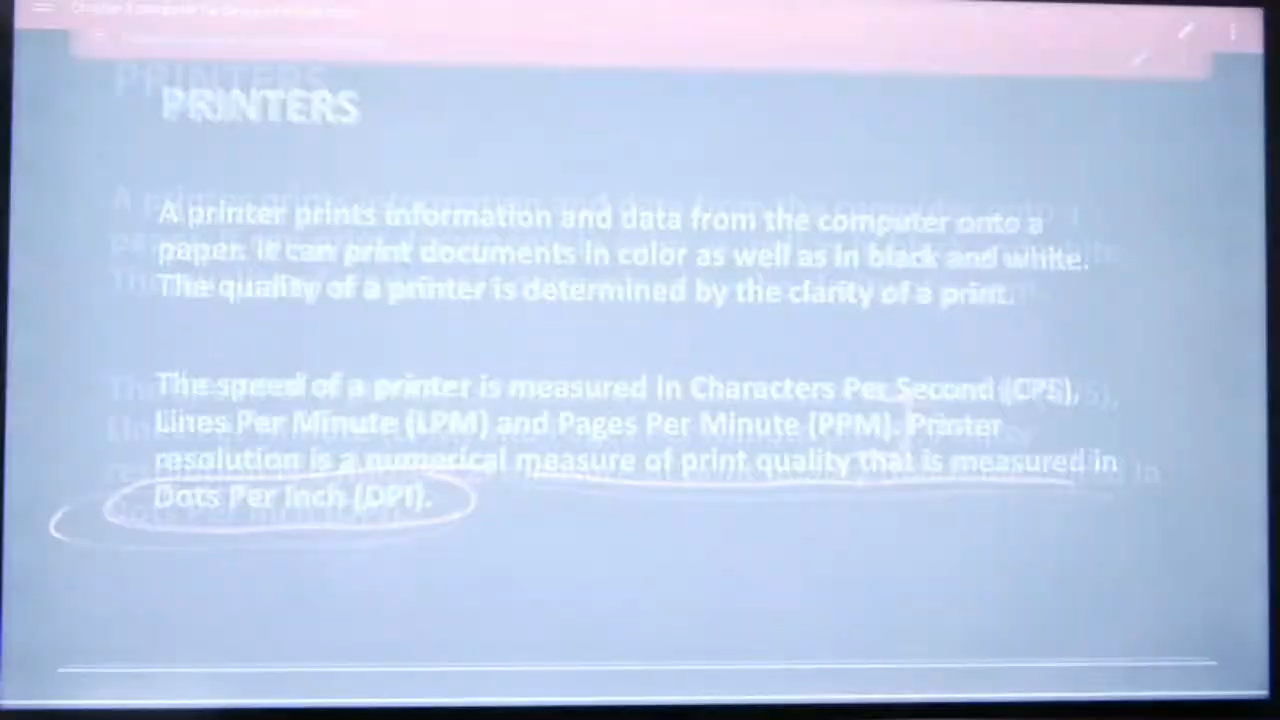 PRINTERS
A printer prints information and data from the computer onto a
paper. It can print documents in color as well as in black and white.
The quality of a printer is determined by the clarity of a print.
The speed of a printer is measured in Characters Per Second (CPS),
Lines Per Minute (LPM) and Pages Per Minute (PPM). Printer
resolution is a numerical measure of print quality that is measured in
Dots Per Inch (DPI).